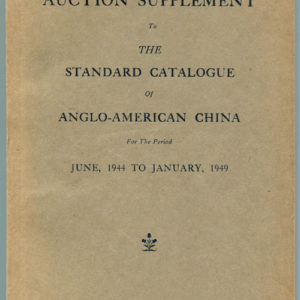 AUCTION SUPPLEMENT
To
THE
STANDARD CATALOGUE
Of
ANGLO-AMERICAN CHINA
For The Period
JUNE, 1944 TO JANUARY, 1949